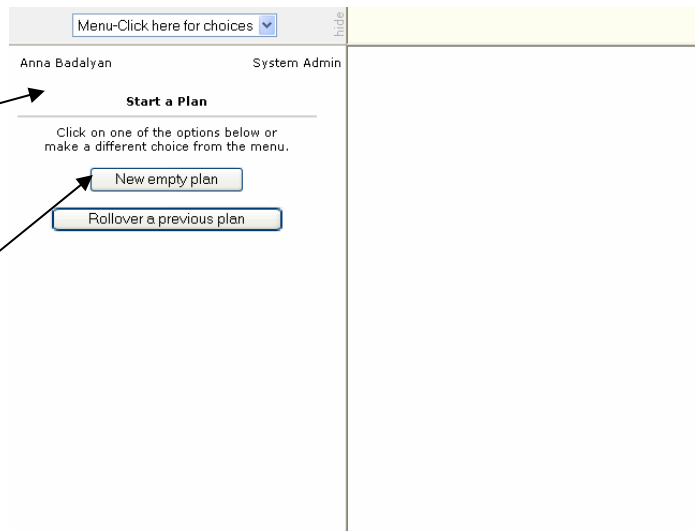 Menu-Click here for choices
hide
Anna Badalyan System Admin
Start a Plan
Click on one of the options below or
make a different choice from the menu.
New empty plan
Rollover a previous plan